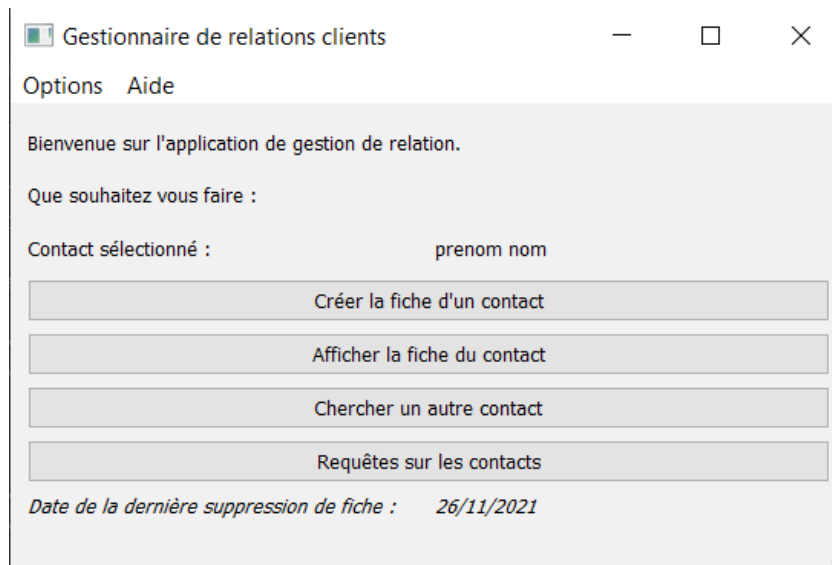 Gestionnaire de relations clients
Options Aide
Bienvenue sur l'application de gestion de relation.
Que souhaitez vous faire :
Contact sélectionné : prenom nom
Créer la fiche d'un contact
Afficher la fiche du contact
Chercher un autre contact
Requêtes sur les contacts
Date de la dernière suppression de fiche : 26/11/2021